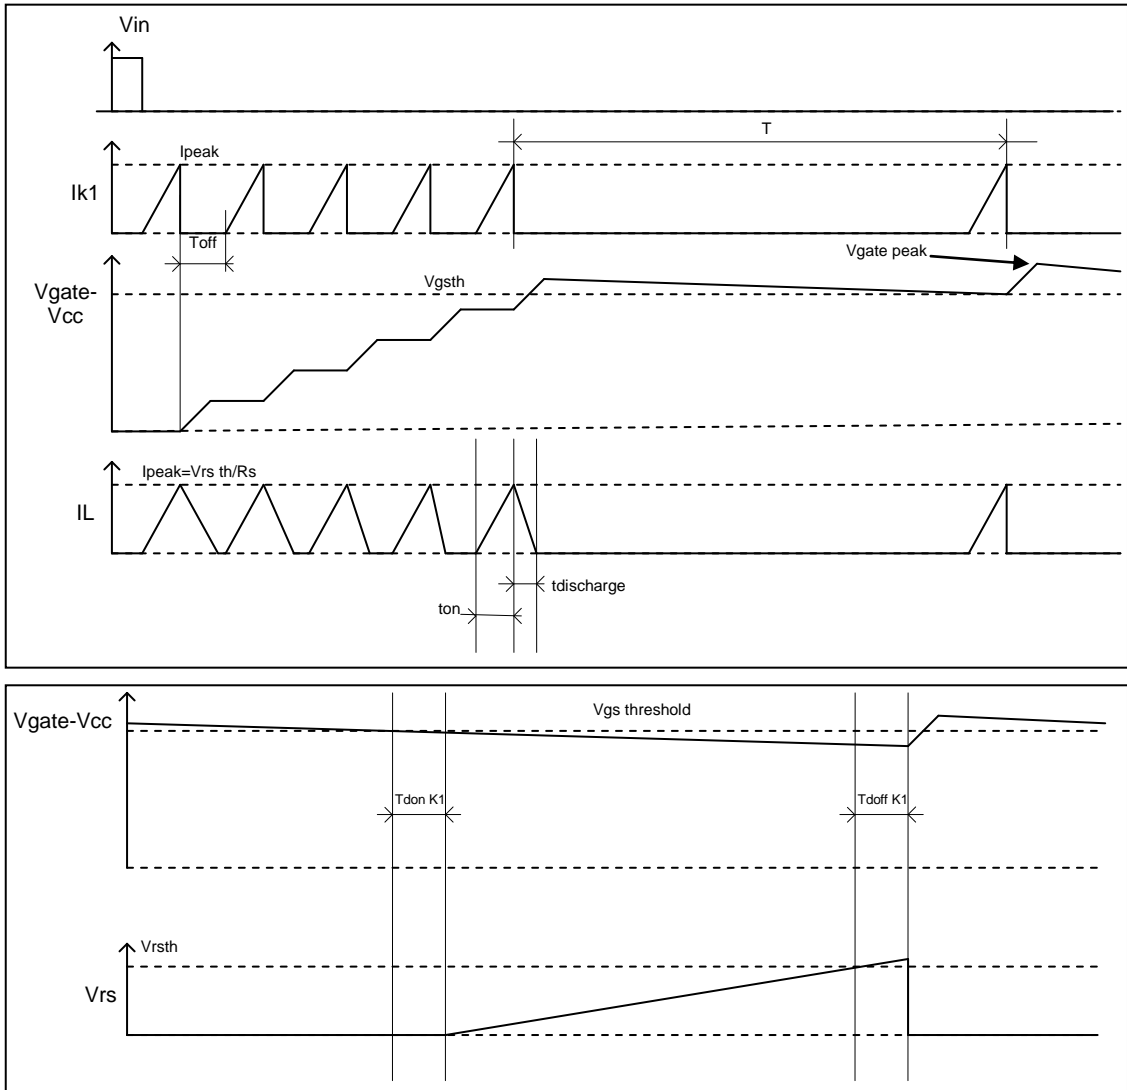 Vin
T
Ipeak
Ik1
Toff
Vgate peak
Vgsth
Vgate-
Vcc
Ipeak=Vrs th/Rs
IL
tdischarge
ton
Vgate-Vcc
Vgs threshold
Tdon K1
Tdoff K1
Vrsth
Vrs